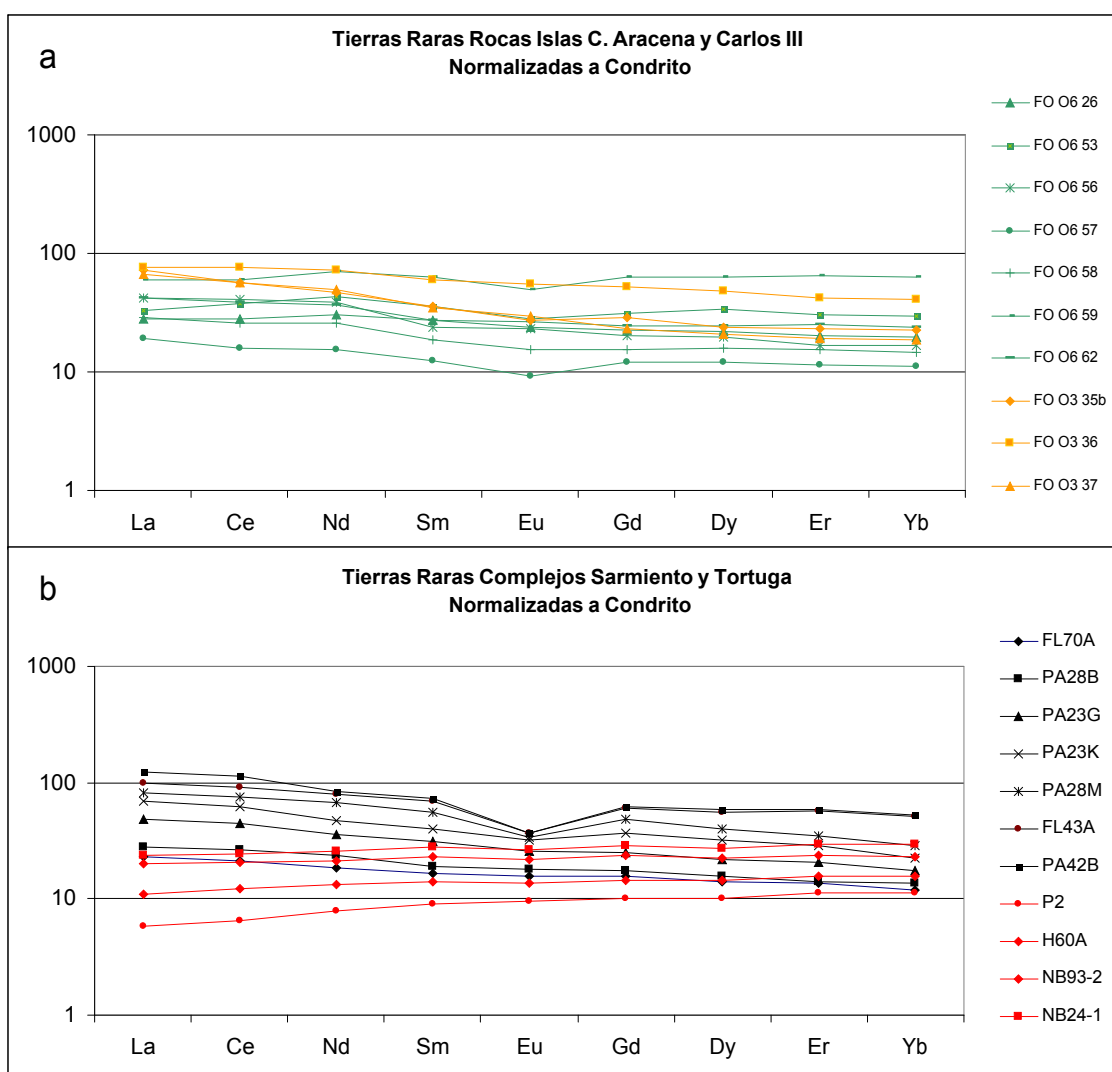 a
Tierras Raras Rocas Islas C. Aracena y Carlos III
Normalizadas a Condrito
1000
100
10
1
La Ce Nd Sm Eu Gd Dy Er Yb
FO O6 26
FO O6 53
FO O6 56
FO O6 57
FO O6 58
FO O6 59
FO O6 62
FO O3 35b
FO O3 36
FO O3 37
b
Tierras Raras Complejos Sarmiento y Tortuga
Normalizadas a Condrito
1000
100
10
1
La Ce Nd Sm Eu Gd Dy Er Yb
FL70A
PA28B
PA23G
PA23K
PA28M
FL43A
PA42B
P2
H60A
NB93-2
NB24-1